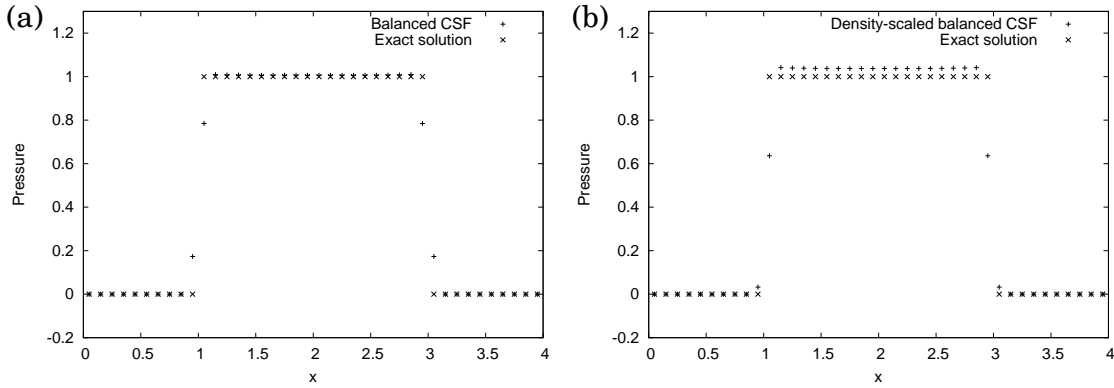 (a)
Balanced CSF +
Exact solution ×
Pressure
1.2
1
0.8
0.6
0.4
0.2
0
-0.2
0 0.5 1 1.5 2 2.5 3 3.5 4
x
(b)
Density-scaled balanced CSF +
Exact solution ×
Pressure
1.2
1
0.8
0.6
0.4
0.2
0
-0.2
0 0.5 1 1.5 2 2.5 3 3.5 4
x